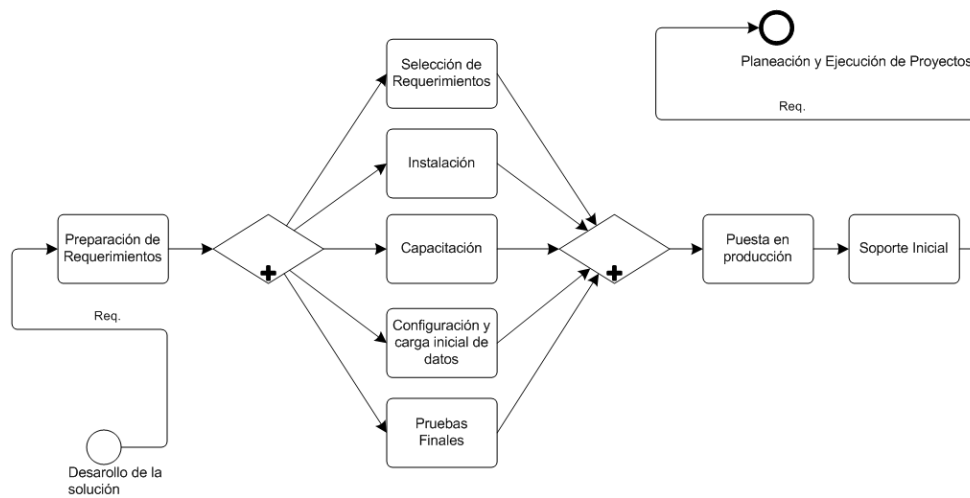 Selección de
Requerimientos
Planeación y Ejecución de Proyectos
Req.
Instalación
Preparación de
Requerimientos
Capacitación
Puesta en
producción
Soporte Inicial
Req.
Configuración y
carga inicial de
datos
Pruebas
Finales
Desarollo de la
solución